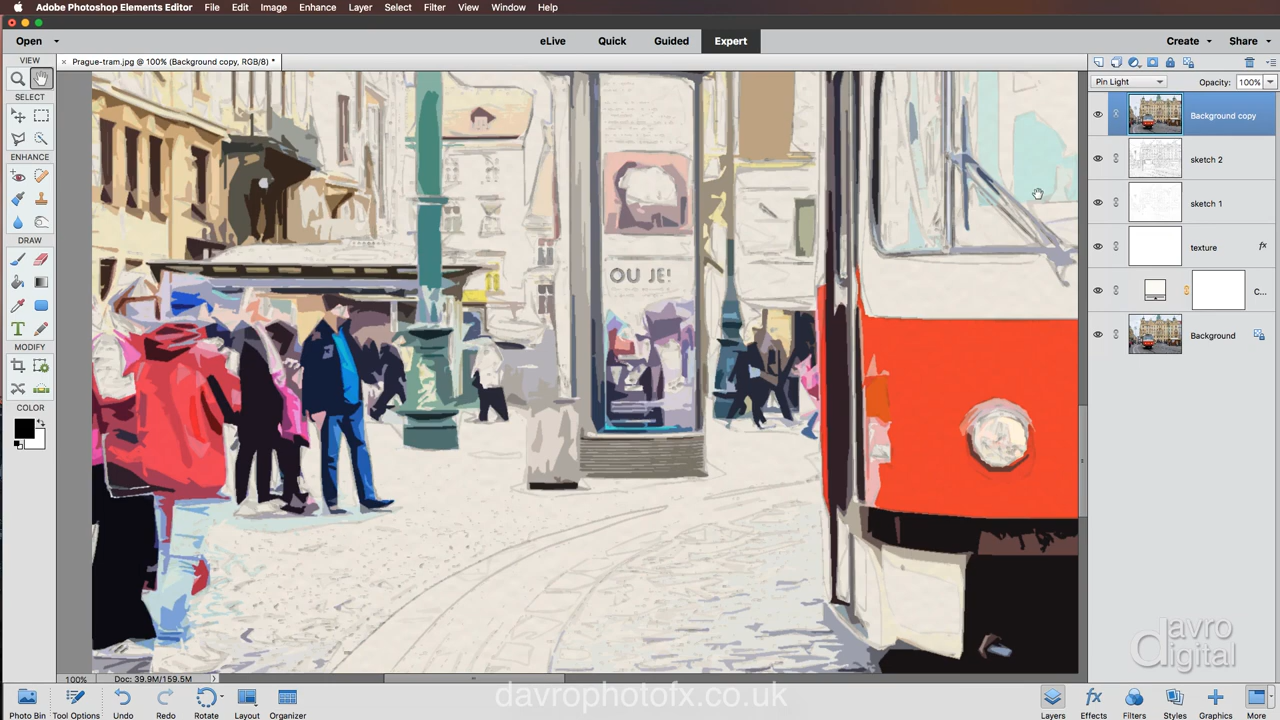 Adobe Photoshop Elements Editor File Edit Image Enhance Layer Select Filter View Window Help
Open eLive Quick Guided Expert Create Share
VIEW × Prague-tram.jpg @ 100% (Background copy, RGB/8) *
Pin Light Opacity: 100%
SELECT
Background copy
ENHANCE
sketch 2
sketch 1
DRAW
texture fx
OU JE!
C...
T
Background
MODIFY
COLOR
davro
digital
100% Doc: 39.9M/159.5M
davrophotofx.co.uk
Photo Bin Tool Options Undo Redo Rotate Layout Organizer Layers Effects Filters Styles Graphics More